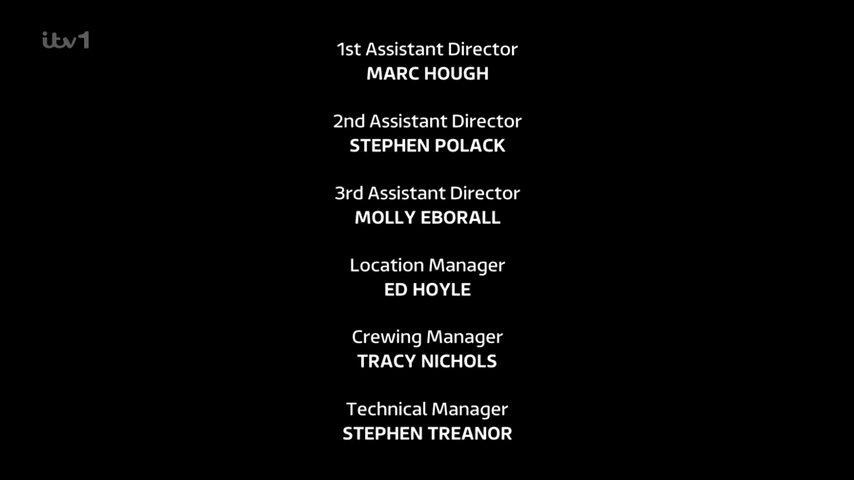 itv1
1st Assistant Director
MARC HOUGH
2nd Assistant Director
STEPHEN POLACK
3rd Assistant Director
MOLLY EBORALL
Location Manager
ED HOYLE
Crewing Manager
TRACY NICHOLS
Technical Manager
STEPHEN TREANOR